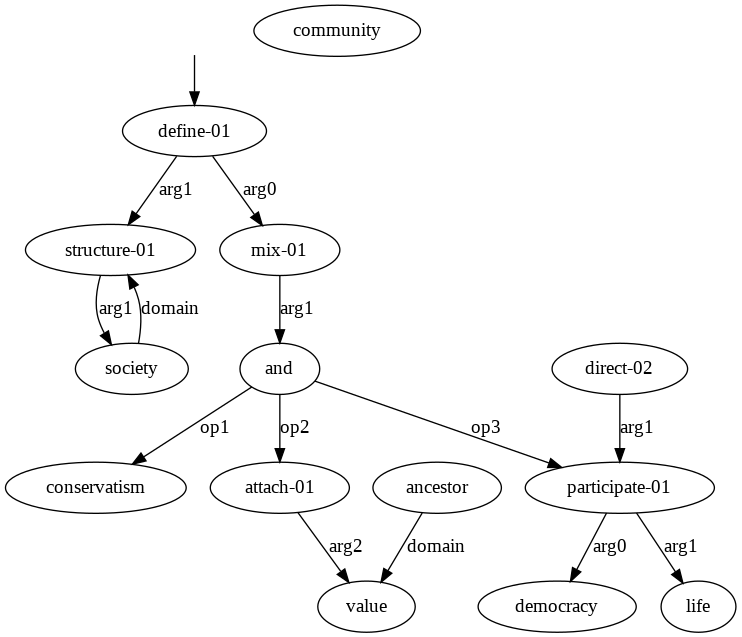 community
define-01
arg1 arg0
structure-01 mix-01
arg1 domain arg1
society and direct-02
op1 op2 op3 arg1
conservatism attach-01 ancestor participate-01
arg2 domain arg0 arg1
value democracy life